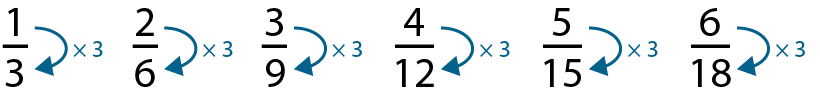 1/3 × 3 2/6 × 3 3/9 × 3 4/12 × 3 5/15 × 3 6/18 × 3